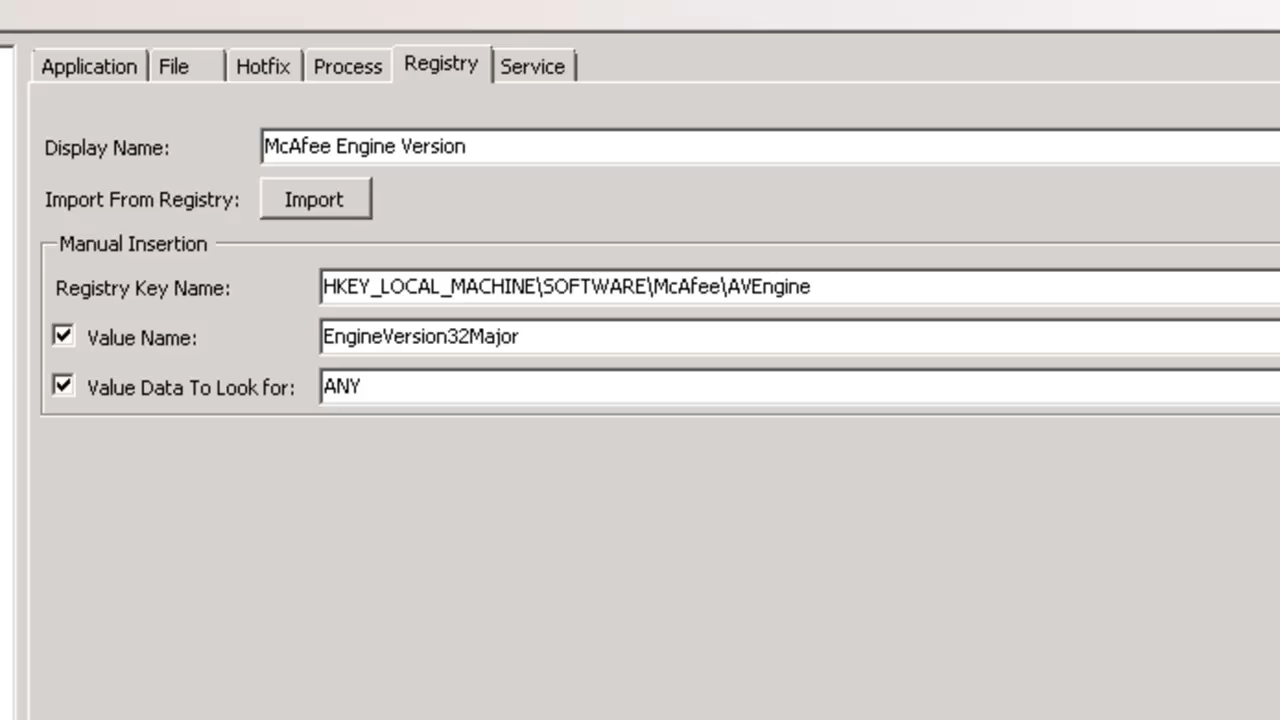 Application File Hotfix Process Registry Service
Display Name: McAfee Engine Version
Import From Registry: Import
Manual Insertion
Registry Key Name: HKEY_LOCAL_MACHINE\SOFTWARE\McAfee\AVEngine
Value Name: EngineVersion32Major
Value Data To Look for: ANY